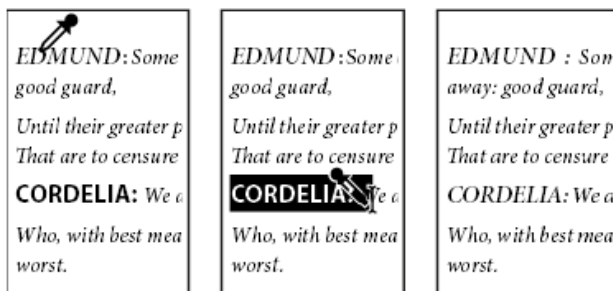 EDMUND: Some
good guard,
Until their greater p
That are to censure
CORDELIA: We a
Who, with best mea
worst.
EDMUND: Some
good guard,
Until their greater p
That are to censure
CORDELIA:
Who, with best mea
worst.
EDMUND : Som
away: good guard,
Until their greater p
That are to censure
CORDELIA: We a
Who, with best mea
worst.